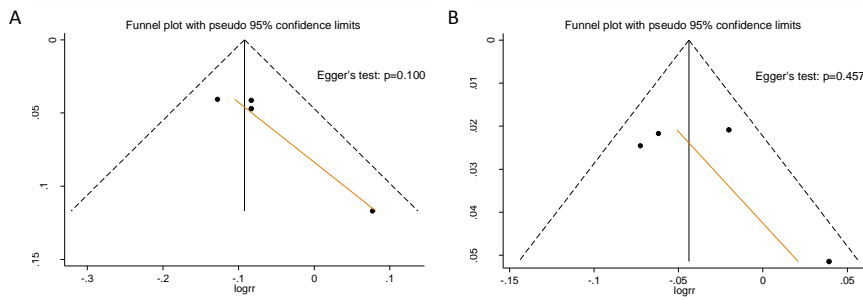 A
Funnel plot with pseudo 95% confidence limits
Egger's test: p=0.100
0
.05
.1
.15
-.3
-.2
-.1
0
.1
logrr
B
Funnel plot with pseudo 95% confidence limits
Egger's test: p=0.457
0
.01
.02
.03
.04
.05
-.15
-.1
-.05
0
.05
logrr